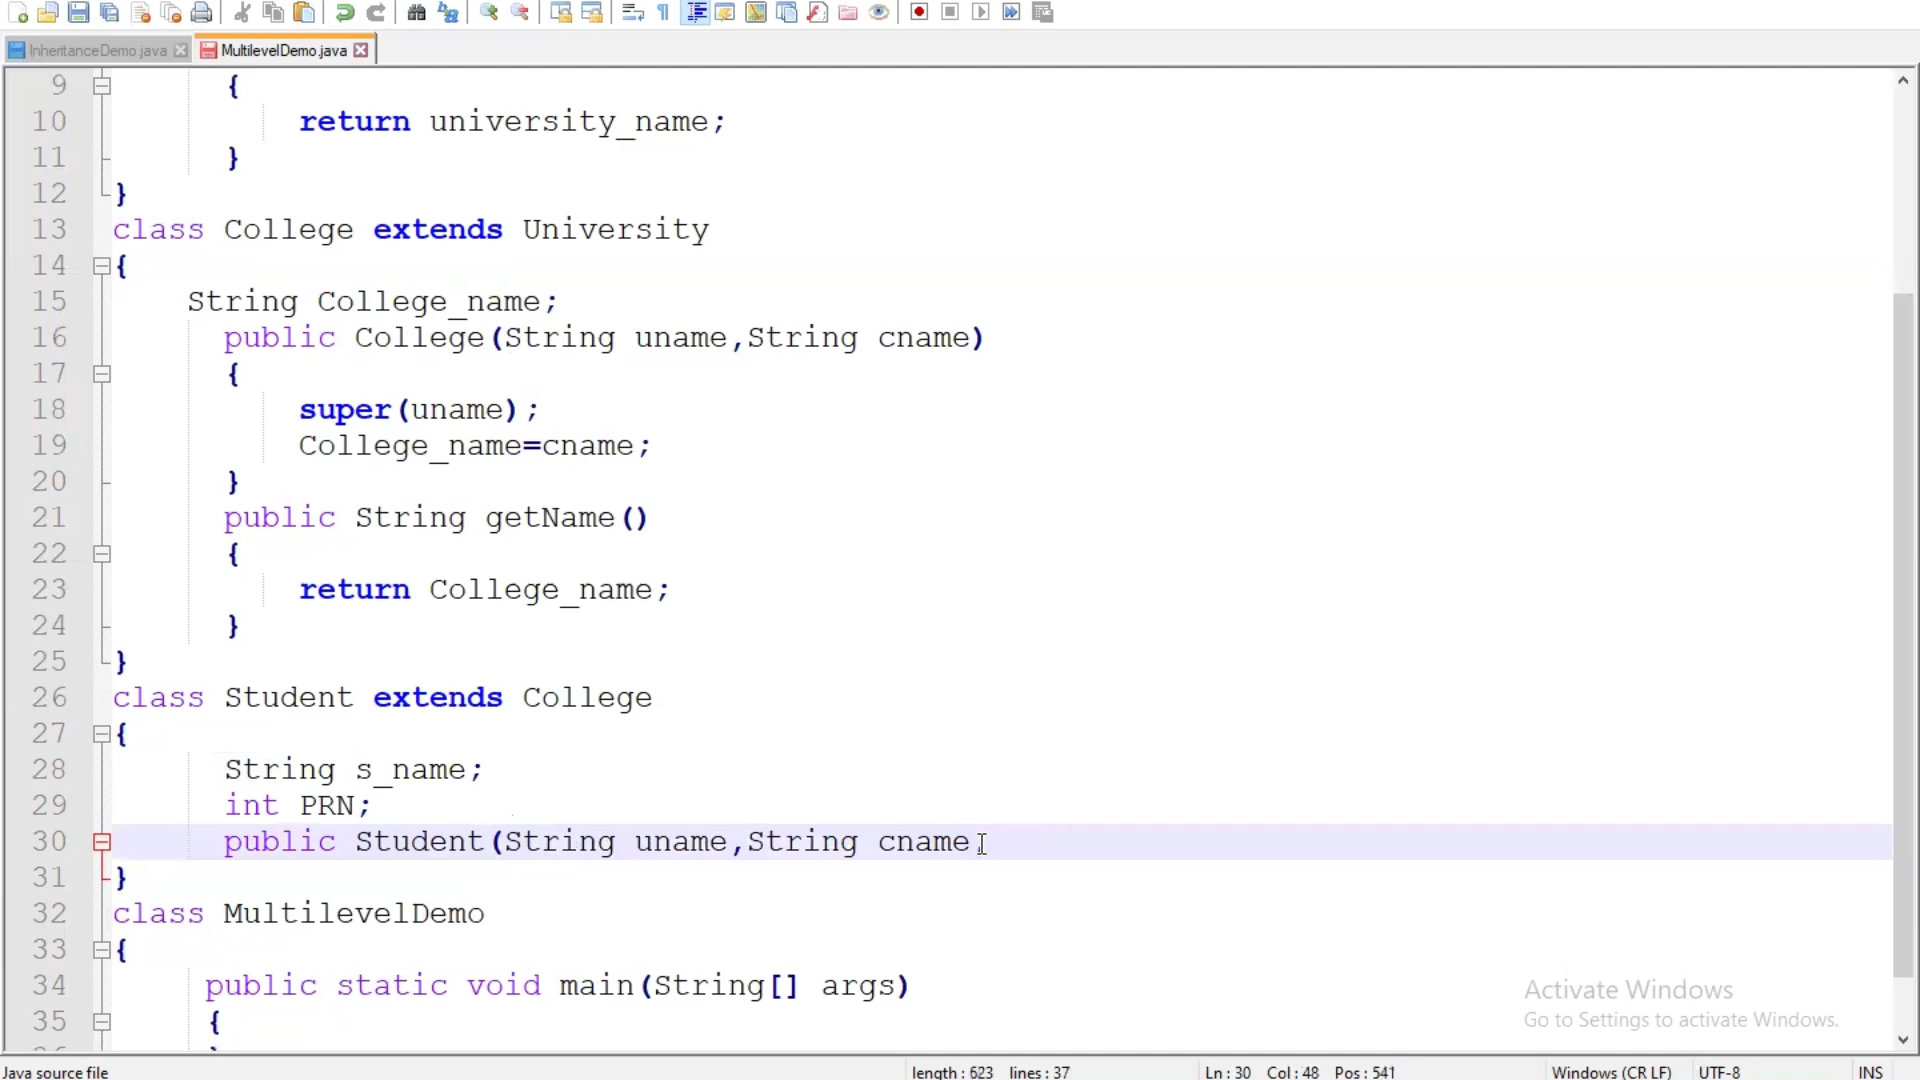 InheritanceDemo.java MultilevelDemo.java
9 {
10 return university_name;
11 }
12 }
13 class College extends University
14 {
15 String College_name;
16 public College(String uname,String cname)
17 {
18 super(uname);
19 College_name=cname;
20 }
21 public String getName()
22 {
23 return College_name;
24 }
25 }
26 class Student extends College
27 {
28 String s_name;
29 int PRN;
30 public Student(String uname,String cname
31 }
32 class MultilevelDemo
33 {
34 public static void main(String[] args)
35 {
Activate Windows
Go to Settings to activate Windows.
Java source file length : 623 lines : 37 Ln : 30 Col : 48 Pos : 541 Windows (CR LF) UTF-8 INS